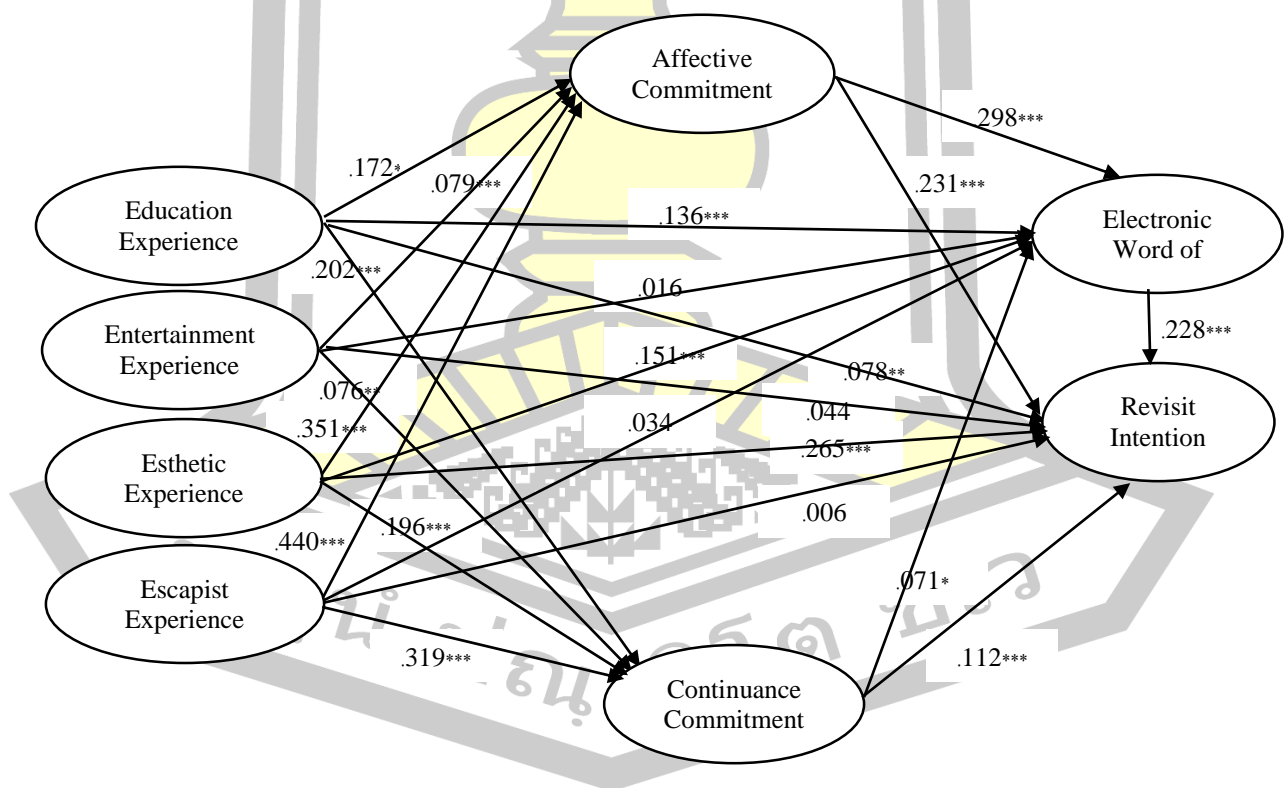 Affective
Commitment
.298***
.172*
.079***
.231***
Education
Experience
.136***
Electronic
Word of
.202***
.016
Entertainment
Experience
.228***
.151***
.078**
.076**
.044
Revisit
Intention
.351***
.034
.265***
Esthetic
Experience
.006
.196***
.440***
Escapist
Experience
.071*
.319***
.112***
Continuance
Commitment